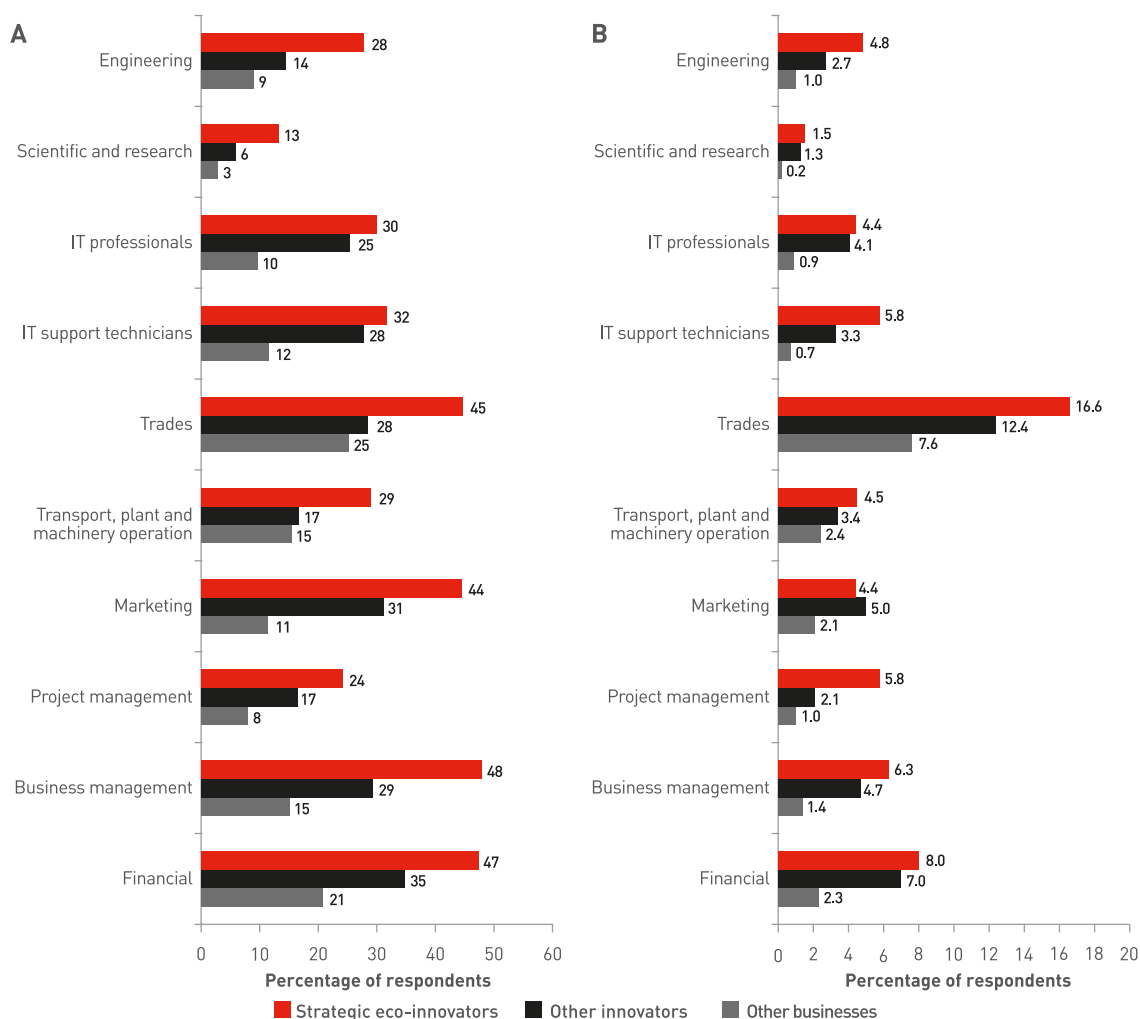 A
Engineering
28
14
9
Scientific and research
13
6
3
IT professionals
30
25
10
IT support technicians
32
28
12
Trades
45
28
25
Transport, plant and
machinery operation
29
17
15
Marketing
44
31
11
Project management
24
17
8
Business management
48
29
15
Financial
47
35
21
0 10 20 30 40 50 60
Percentage of respondents
B
Engineering
4.8
2.7
1.0
Scientific and research
1.5
1.3
0.2
IT professionals
4.4
4.1
0.9
IT support technicians
5.8
3.3
0.7
Trades
16.6
12.4
7.6
Transport, plant and
machinery operation
4.5
3.4
2.4
Marketing
4.4
5.0
2.1
Project management
5.8
2.1
1.0
Business management
6.3
4.7
1.4
Financial
8.0
7.0
2.3
0 2 4 6 8 10 12 14 16 18 20
Percentage of respondents
Strategic eco-innovators Other innovators Other businesses